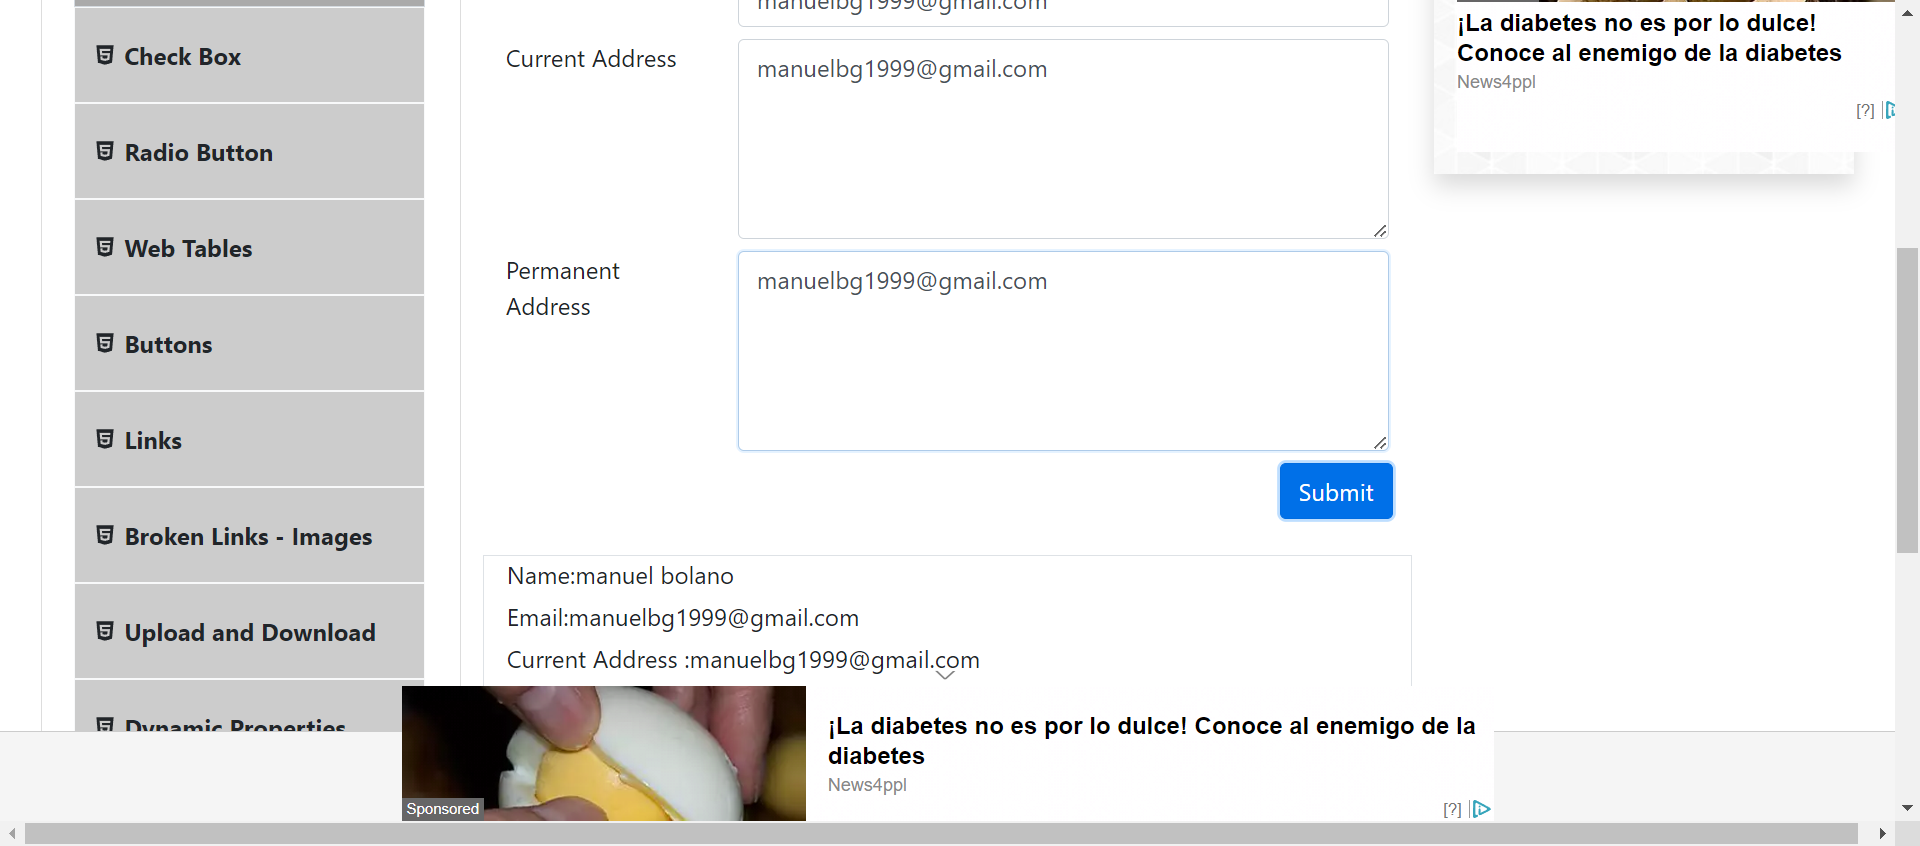 Check Box
Radio Button
Web Tables
Buttons
Links
Broken Links - Images
Upload and Download
Dynamic Properties
manuelbg1999@gmail.com
Current Address
manuelbg1999@gmail.com
Permanent
Address
manuelbg1999@gmail.com
Submit
Name:manuel bolano
Email:manuelbg1999@gmail.com
Current Address :manuelbg1999@gmail.com
¡La diabetes no es por lo dulce!
Conoce al enemigo de la diabetes
News4ppl
[?]
Sponsored
¡La diabetes no es por lo dulce! Conoce al enemigo de la
diabetes
News4ppl
[?]